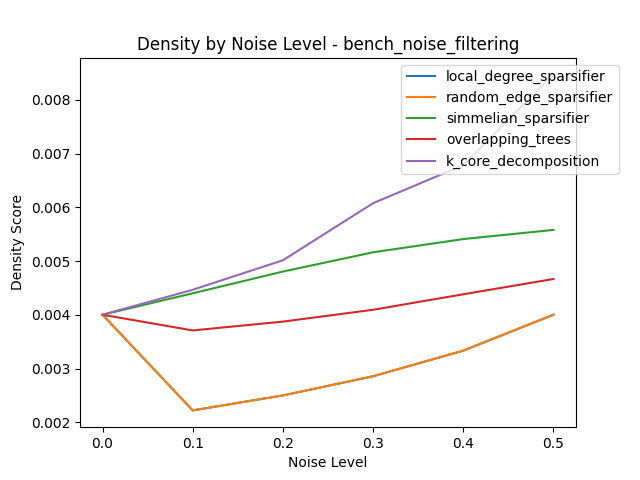 Density by Noise Level - bench_noise_filtering
local_degree_sparsifier
random_edge_sparsifier
simmelian_sparsifier
overlapping_trees
k_core_decomposition
Density Score
0.008
0.007
0.006
0.005
0.004
0.003
0.002
0.0 0.1 0.2 0.3 0.4 0.5
Noise Level